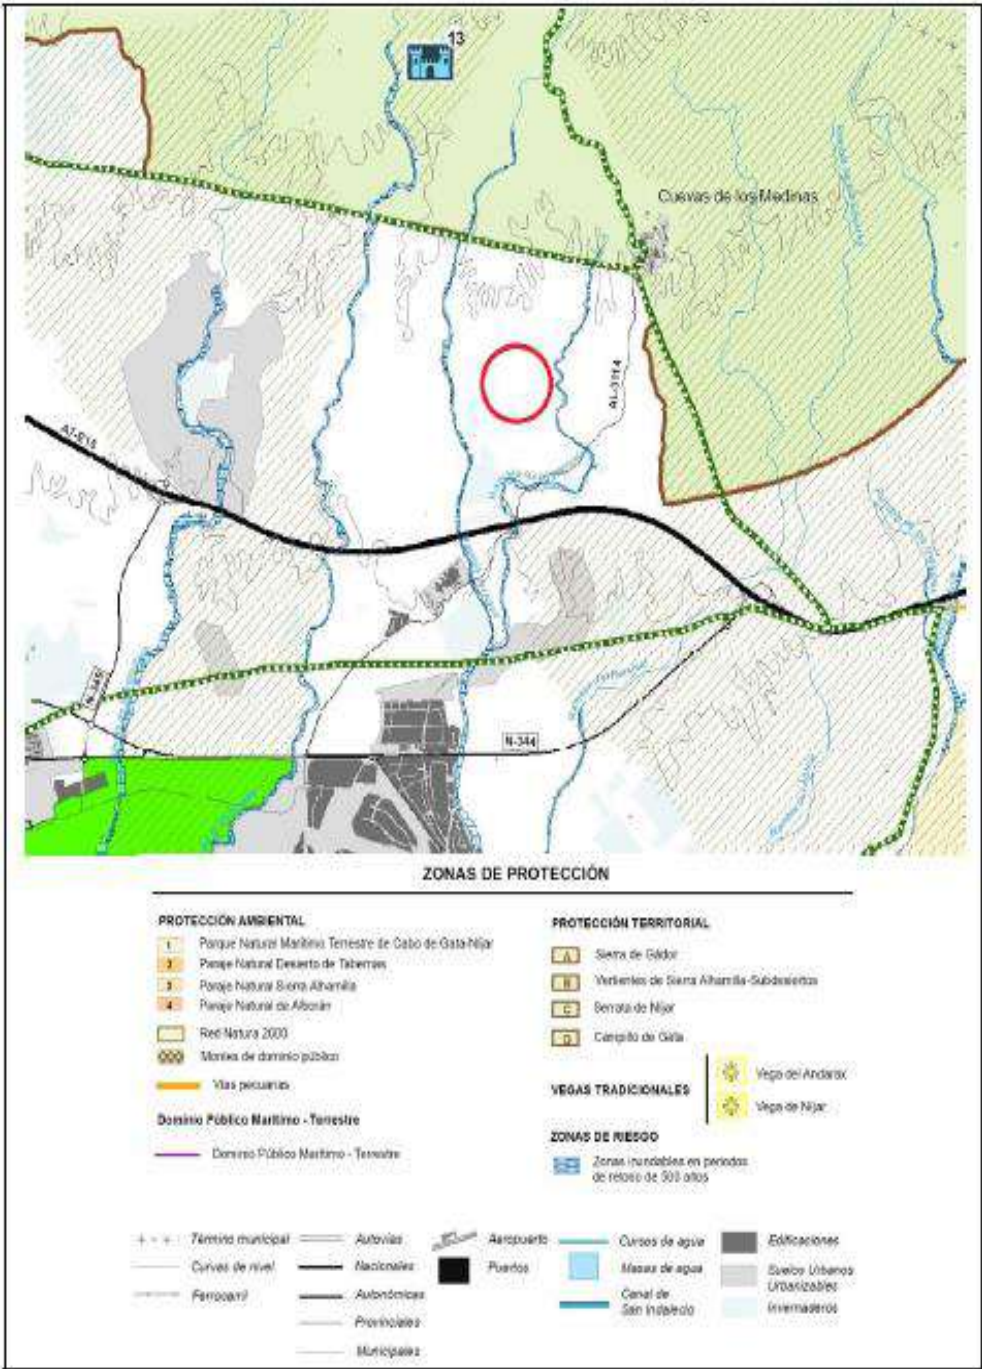 13
Cuevas de los Medinas
A7-E15
AL-3114
N-340
N-344
ZONAS DE PROTECCIÓN
PROTECCIÓN AMBIENTAL
1 Parque Natural Marítimo Terrestre de Cabo de Gata-Níjar
2 Paraje Natural Desierto de Tabernas
3 Paraje Natural Sierra Alhamilla
4 Paraje Natural de Alborán
Red Natura 2000
Montes de dominio público
Vías pecuarias
Dominio Público Marítimo - Terrestre
Dominio Público Marítimo - Terrestre
PROTECCIÓN TERRITORIAL
A Sierra de Gádor
B Vertientes de Sierra Alhamilla-Subdesiertos
C Serrata de Níjar
D Campillo de Gata
VEGAS TRADICIONALES
Vega del Andarax
Vega de Níjar
ZONAS DE RIESGO
Zonas inundables en periodos
de retorno de 500 años
Término municipal
Curvas de nivel
Ferrocarril
Autovías
Nacionales
Autonómicas
Provinciales
Municipales
Aeropuerto
Puertos
Cursos de agua
Masas de agua
Canal de
San Indalecio
Edificaciones
Suelos Urbanos
Urbanizables
Invernaderos